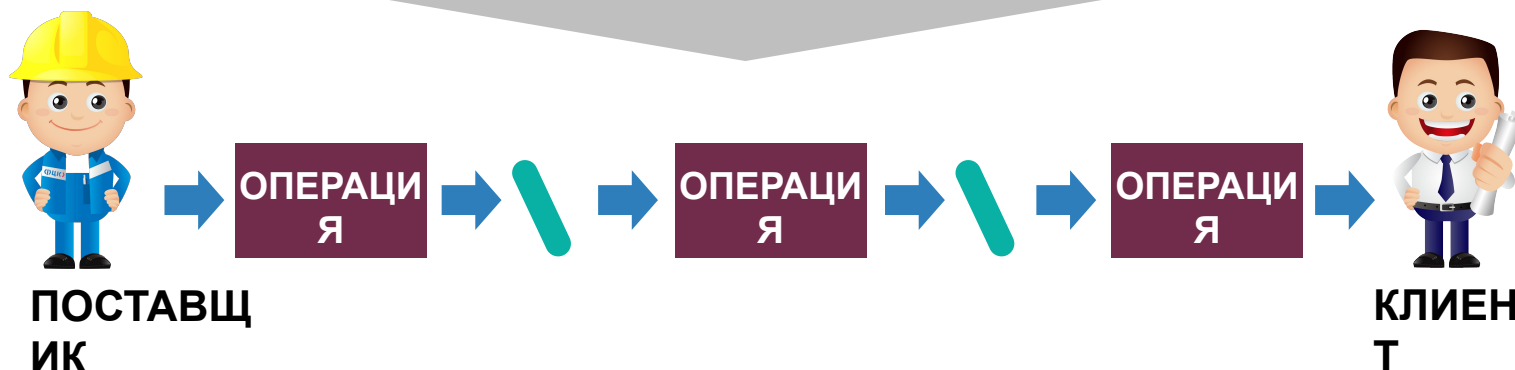 ОПЕРАЦИ
Я
ОПЕРАЦИ
Я
ОПЕРАЦИ
Я
ПОСТАВЩ
ИК
КЛИЕН
Т